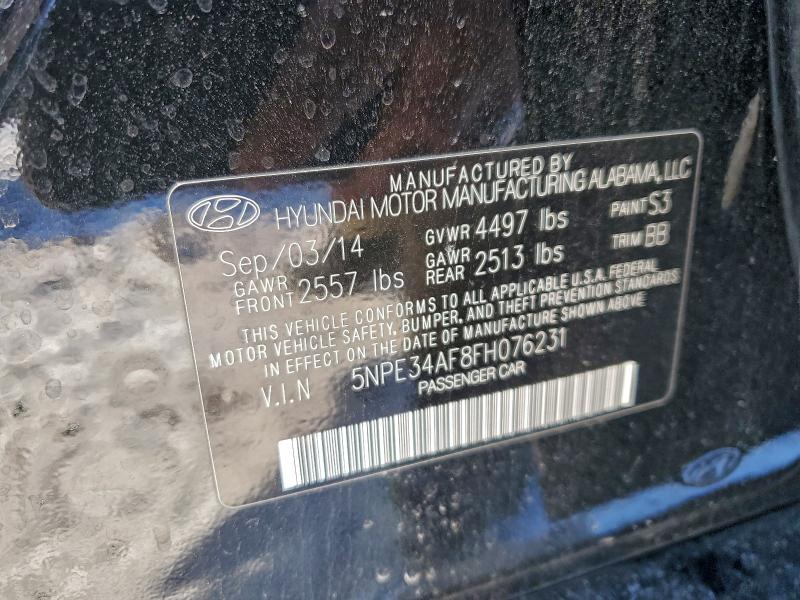 MANUFACTURED BY
HYUNDAI MOTOR MANUFACTURING ALABAMA, LLC
Sep/03/14 GVWR 4497 lbs PAINT S3
GAWR FRONT 2557 lbs GAWR REAR 2513 lbs TRIM BB
THIS VEHICLE CONFORMS TO ALL APPLICABLE U.S.A. FEDERAL
MOTOR VEHICLE SAFETY, BUMPER, AND THEFT PREVENTION STANDARDS
IN EFFECT ON THE DATE OF MANUFACTURE SHOWN ABOVE
V.I.N 5NPE34AF8FH076231
PASSENGER CAR